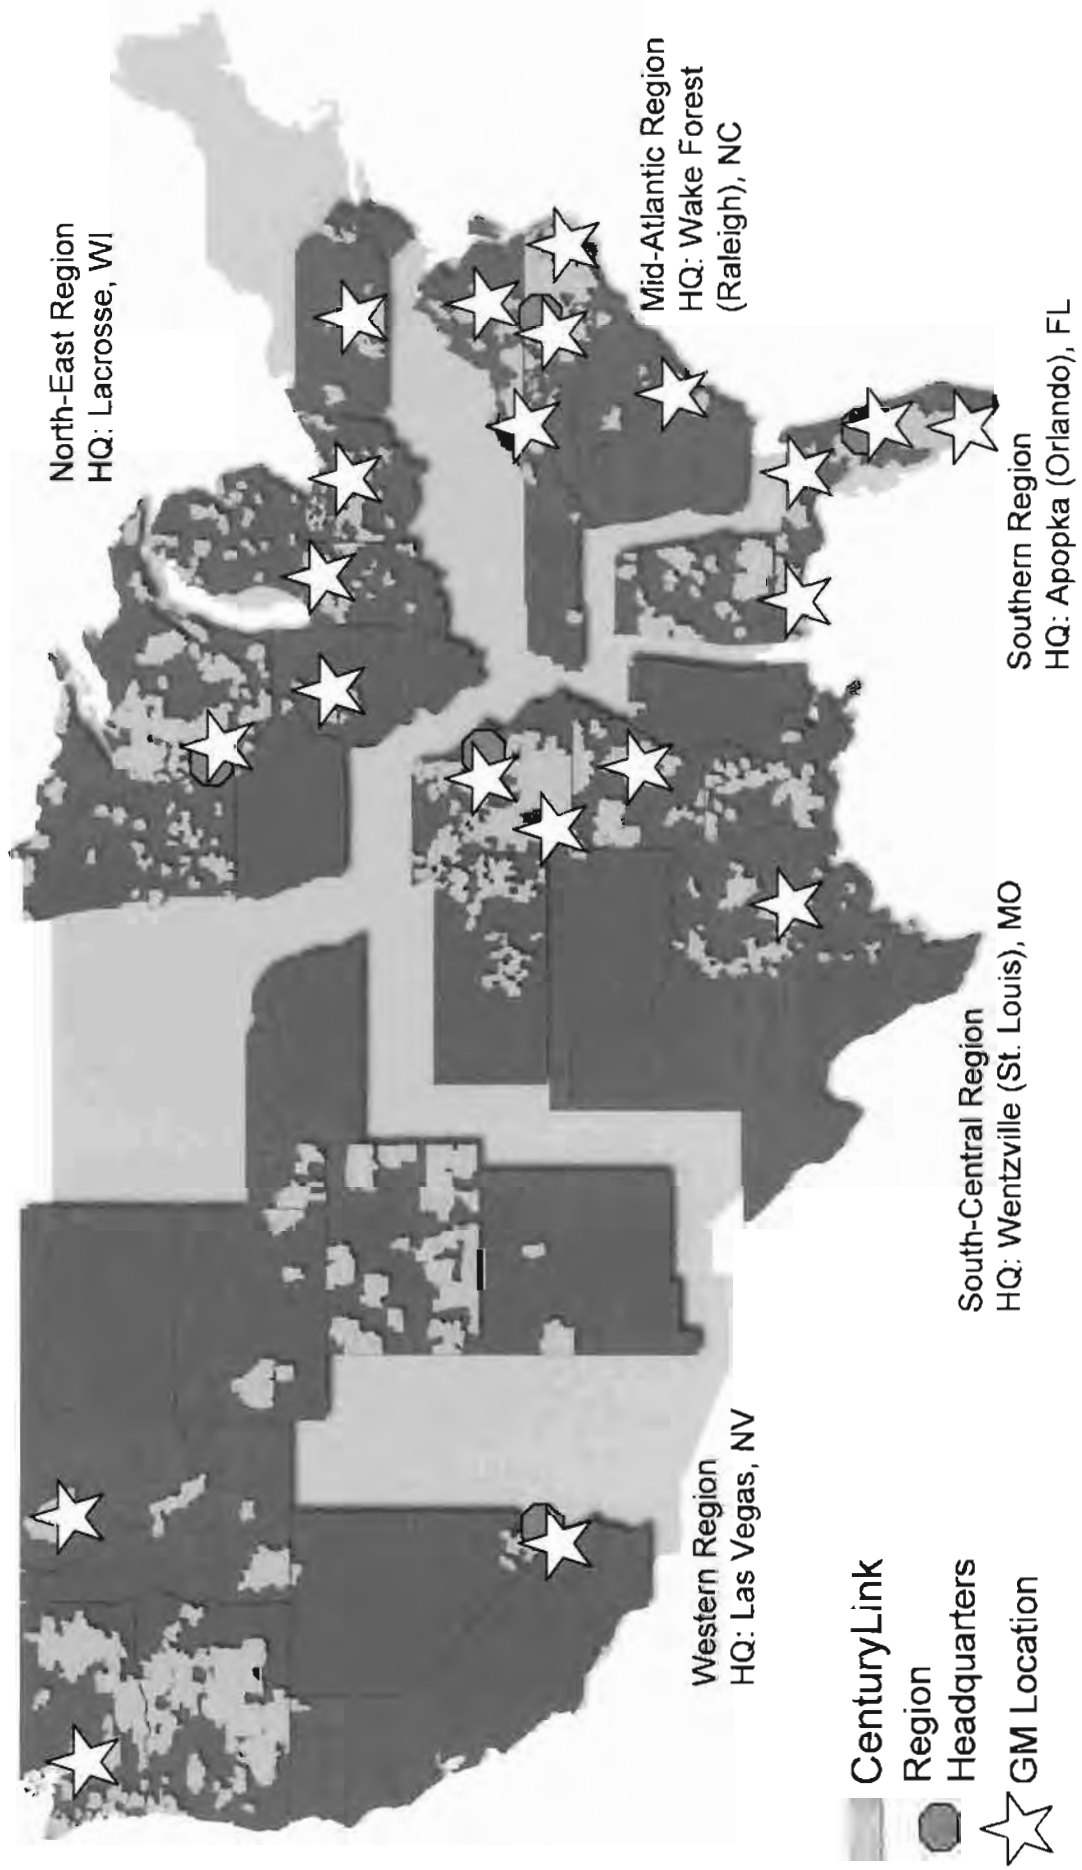 North-East Region
HQ: Lacrosse, WI
Mid-Atlantic Region
HQ: Wake Forest
(Raleigh), NC
Southern Region
HQ: Apopka (Orlando), FL
South-Central Region
HQ: Wentzville (St. Louis), MO
Western Region
HQ: Las Vegas, NV
CenturyLink
Region
Headquarters
GM Location